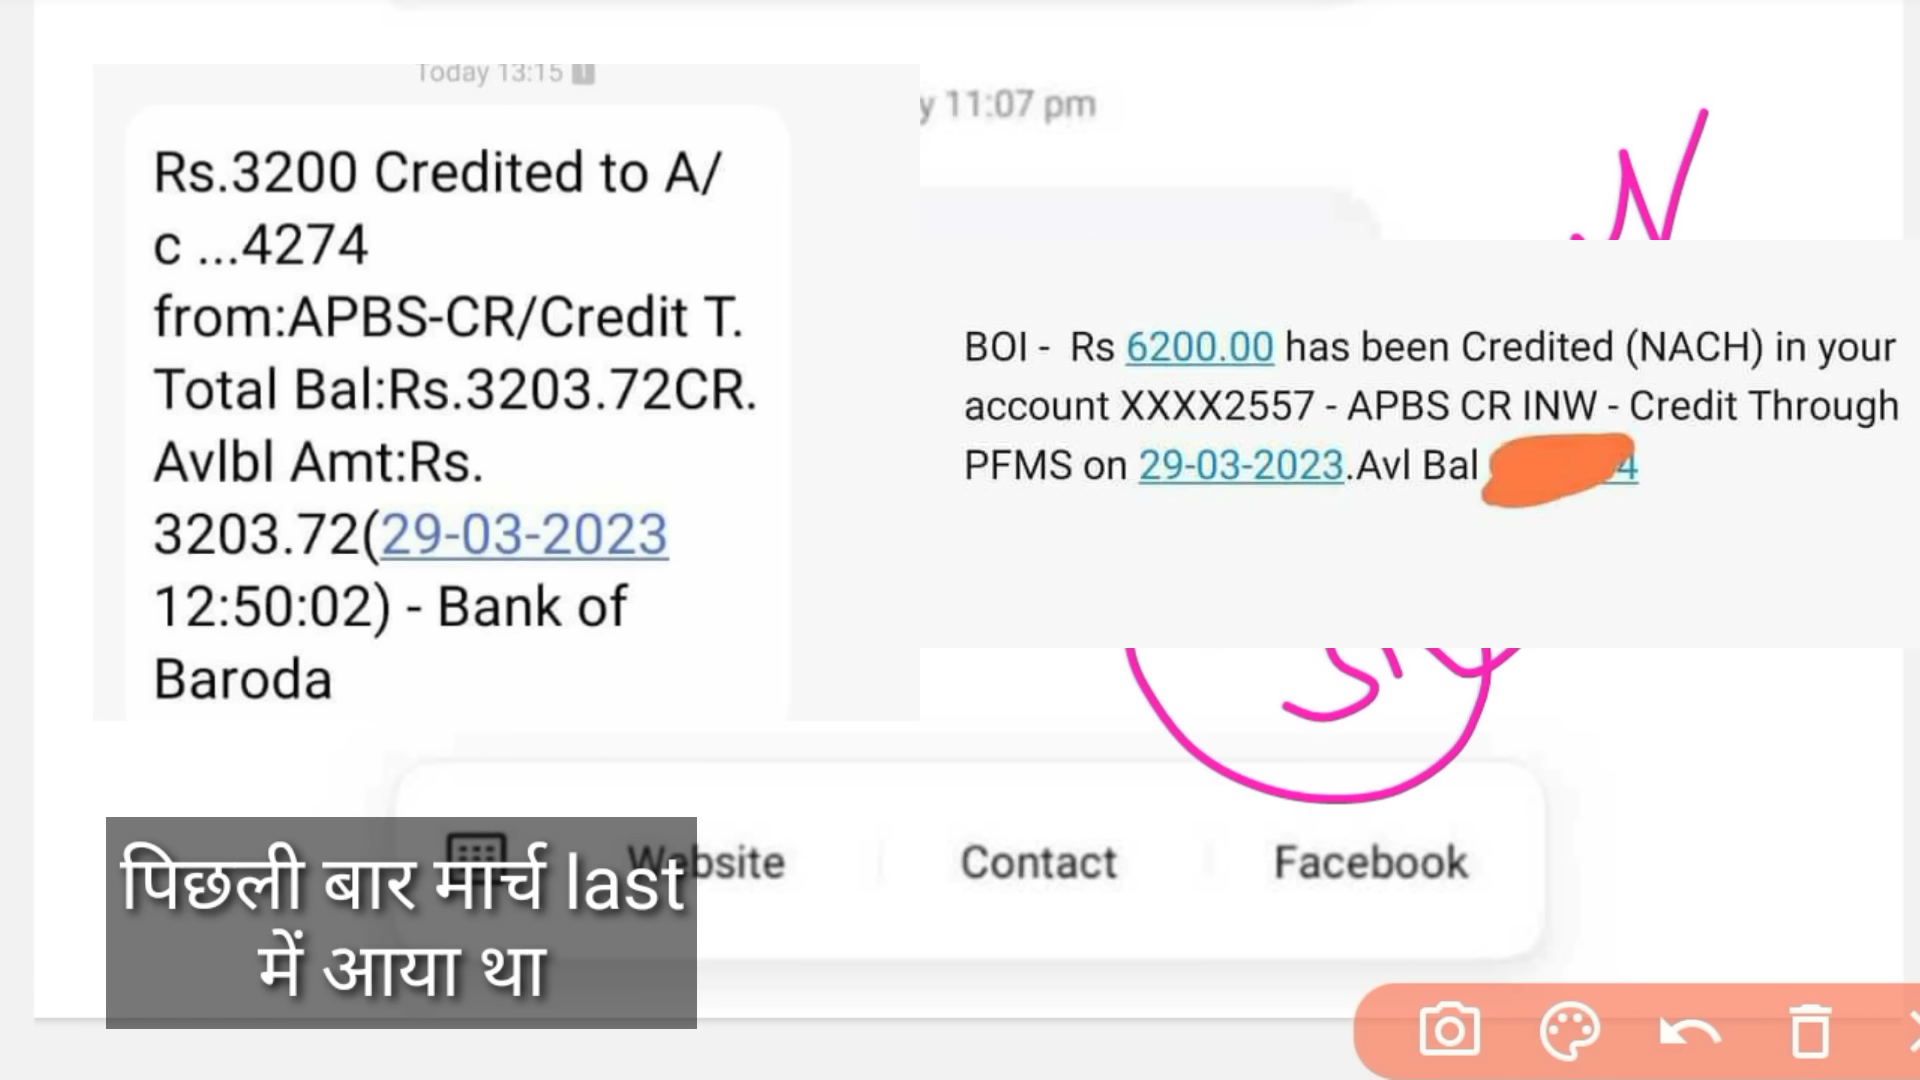 Today 13:15
Rs.3200 Credited to A/
c ...4274
from:APBS-CR/Credit T.
Total Bal:Rs.3203.72CR.
Avlbl Amt:Rs.
3203.72(29-03-2023
12:50:02) - Bank of
Baroda
y 11:07 pm
N
BOI - Rs 6200.00 has been Credited (NACH) in your
account XXXX2557 - APBS CR INW - Credit Through
PFMS on 29-03-2023.Avl Bal 4
Website Contact Facebook
पिछली बार मार्च last
में आया था